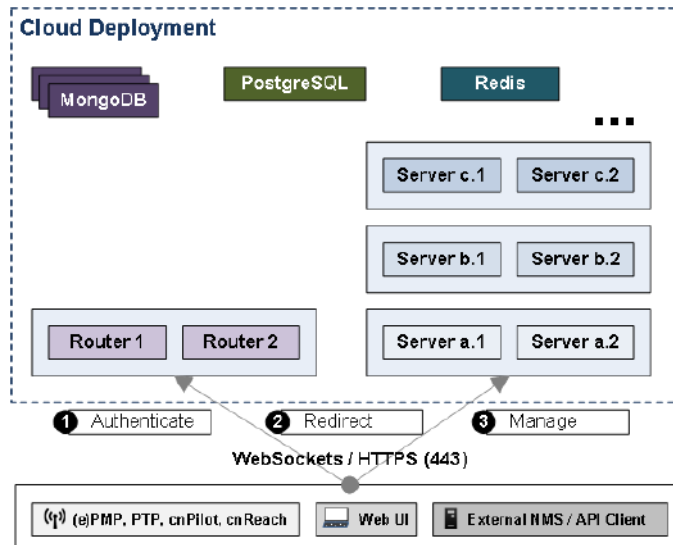 Cloud Deployment
MongoDB
PostgreSQL
Redis
...
Server c.1
Server c.2
Server b.1
Server b.2
Router 1
Router 2
Server a.1
Server a.2
1 Authenticate
2 Redirect
3 Manage
WebSockets / HTTPS (443)
(e)PMP, PTP, cnPilot, cnReach
Web UI
External NMS / API Client